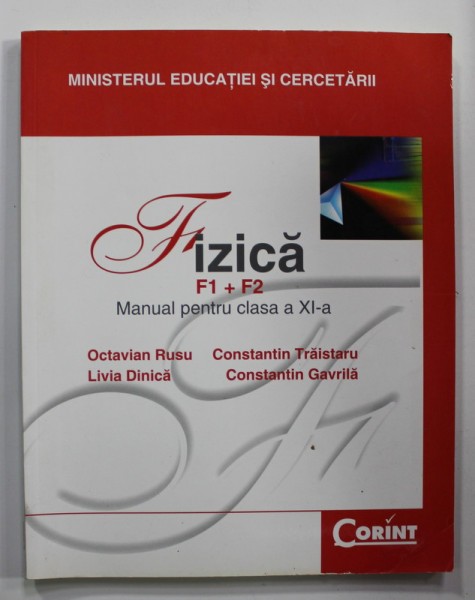 MINISTERUL EDUCAȚIEI ȘI CERCETĂRII
Fizică
F1 + F2
Manual pentru clasa a XI-a
Octavian Rusu Constantin Trăistaru
Livia Dinică Constantin Gavrilă
CORINT